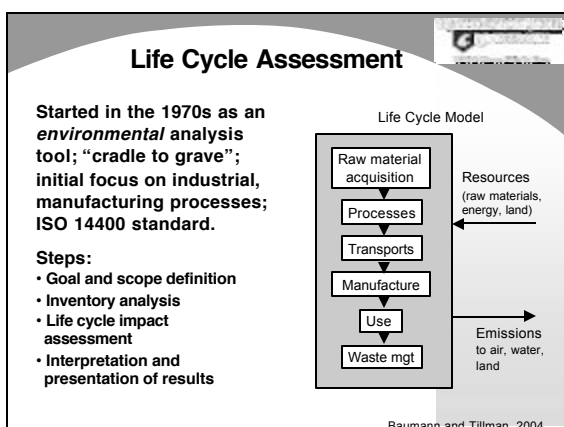 Life Cycle Assessment
Started in the 1970s as an
environmental analysis
tool; “cradle to grave”;
initial focus on industrial,
manufacturing processes;
ISO 14400 standard.
Steps:
• Goal and scope definition
• Inventory analysis
• Life cycle impact
assessment
• Interpretation and
presentation of results
Life Cycle Model
Raw material
acquisition
Processes
Transports
Manufacture
Use
Waste mgt
Resources
(raw materials,
energy, land)
Emissions
to air, water,
land
Baumann and Tillman, 2004